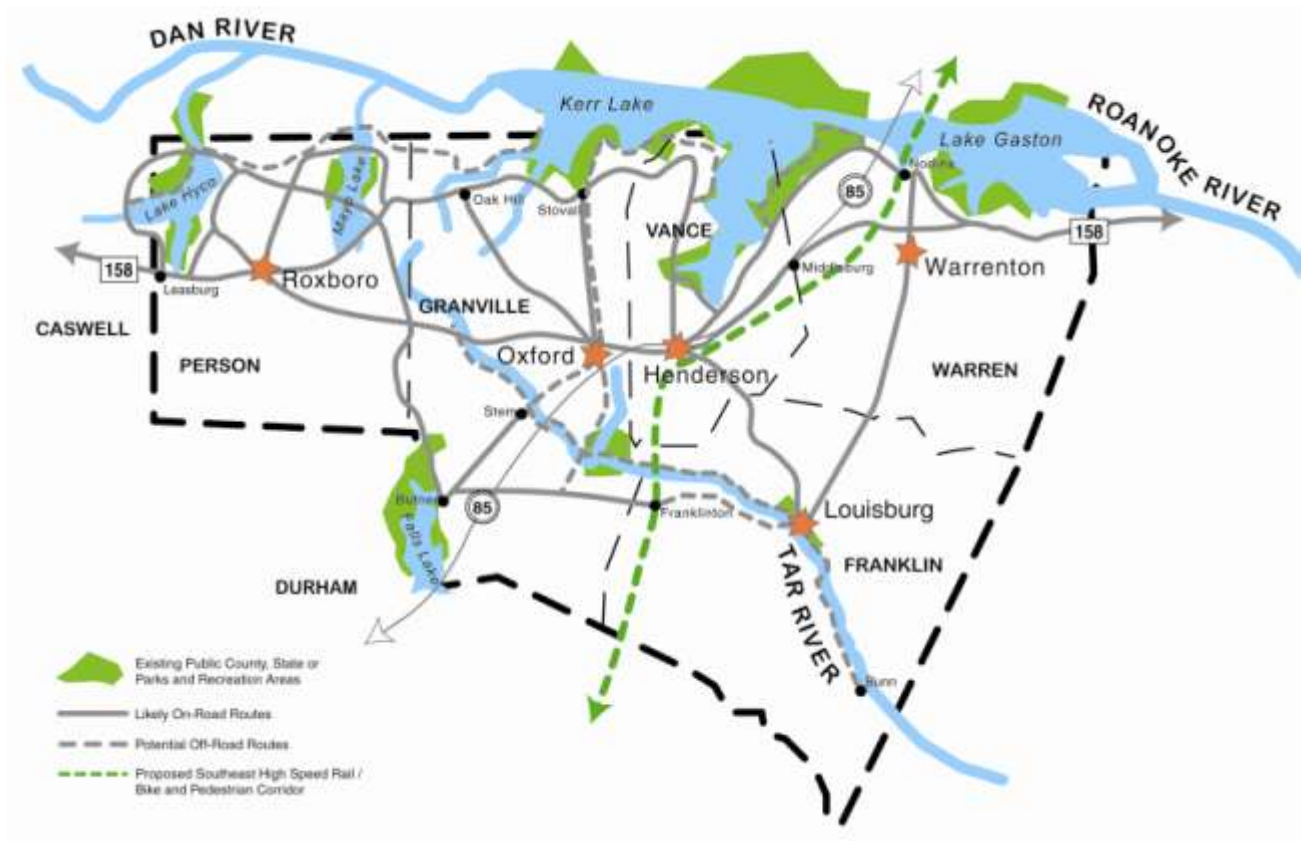 DAN RIVER
Kerr Lake
Lake Gaston
ROANOKE RIVER
Lake Hyco
Mayo Lake
Oak Hill
Stovall
VANCE
85
Norlina
158
158
Leasburg
Roxboro
GRANVILLE
Middleburg
Warrenton
CASWELL
PERSON
Oxford
Henderson
WARREN
Stem
Butner
85
Franklinton
Louisburg
Falls Lake
DURHAM
TAR RIVER
FRANKLIN
Bunn
Existing Public County, State or
Parks and Recreation Areas
Likely On-Road Routes
Potential Off-Road Routes
Proposed Southeast High Speed Rail /
Bike and Pedestrian Corridor